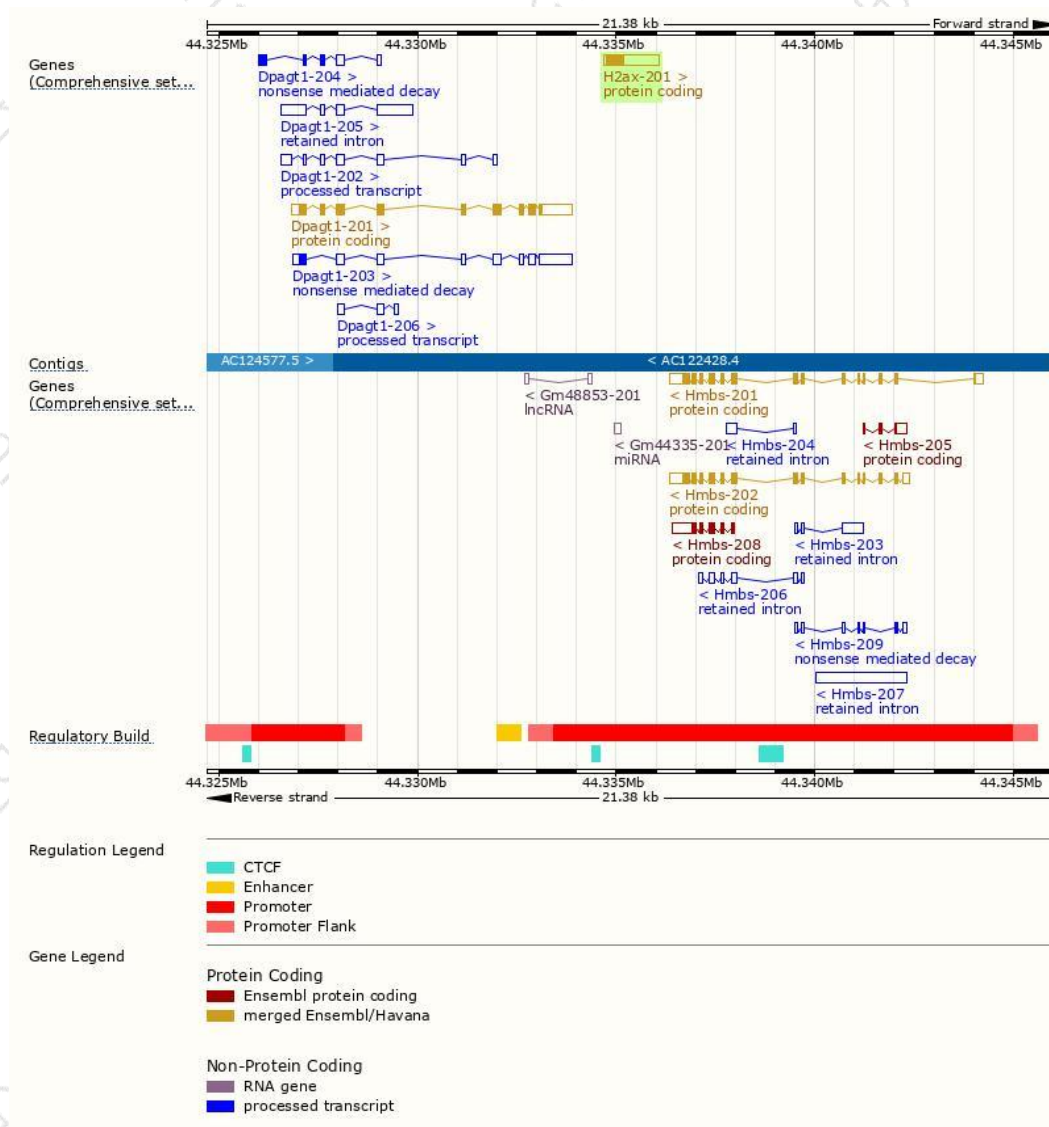 21.38 kb Forward strand
44.325Mb 44.330Mb 44.335Mb 44.340Mb 44.345Mb
Genes
(Comprehensive set...
Dpagt1-204 >
nonsense mediated decay
H2ax-201 >
protein coding
Dpagt1-205 >
retained intron
Dpagt1-202 >
processed transcript
Dpagt1-201 >
protein coding
Dpagt1-203 >
nonsense mediated decay
Dpagt1-206 >
processed transcript
Contigs
AC124577.5 > < AC122428.4
Genes
(Comprehensive set...
< Gm48853-201
lncRNA
< Hmbs-201
protein coding
< Gm44335-201
miRNA
< Hmbs-204
retained intron
< Hmbs-205
protein coding
< Hmbs-202
protein coding
< Hmbs-208
protein coding
< Hmbs-203
retained intron
< Hmbs-206
retained intron
< Hmbs-209
nonsense mediated decay
< Hmbs-207
retained intron
Regulatory Build
44.325Mb 44.330Mb 44.335Mb 44.340Mb 44.345Mb
Reverse strand 21.38 kb
Regulation Legend
CTCF
Enhancer
Promoter
Promoter Flank
Gene Legend
Protein Coding
Ensembl protein coding
merged Ensembl/Havana
Non-Protein Coding
RNA gene
processed transcript